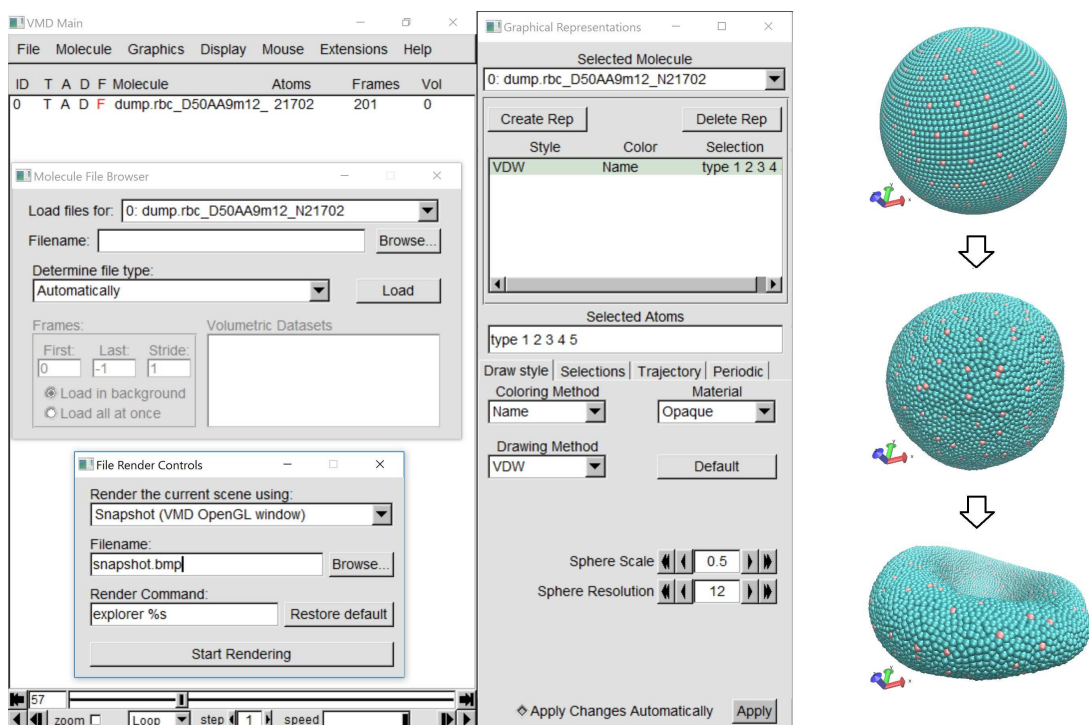 VMD Main
File Molecule Graphics Display Mouse Extensions Help
ID T A D F Molecule Atoms Frames Vol
0 T A D F dump.rbc_D50AA9m12_ 21702 201 0
Molecule File Browser
Load files for: 0: dump.rbc_D50AA9m12_N21702
Filename: Browse...
Determine file type:
Automatically Load
Frames: Volumetric Datasets
First: Last: Stride:
0 -1 1
Load in background
Load all at once
File Render Controls
Render the current scene using:
Snapshot (VMD OpenGL window)
Filename:
snapshot.bmp Browse...
Render Command:
explorer %s Restore default
Start Rendering
57
zoom Loop step 1 speed
Graphical Representations
Selected Molecule
0: dump.rbc_D50AA9m12_N21702
Create Rep Delete Rep
Style Color Selection
VDW Name type 1 2 3 4
Selected Atoms
type 1 2 3 4 5
Draw style Selections Trajectory Periodic
Coloring Method Material
Name Opaque
Drawing Method
VDW Default
Sphere Scale 0.5
Sphere Resolution 12
Apply Changes Automatically Apply